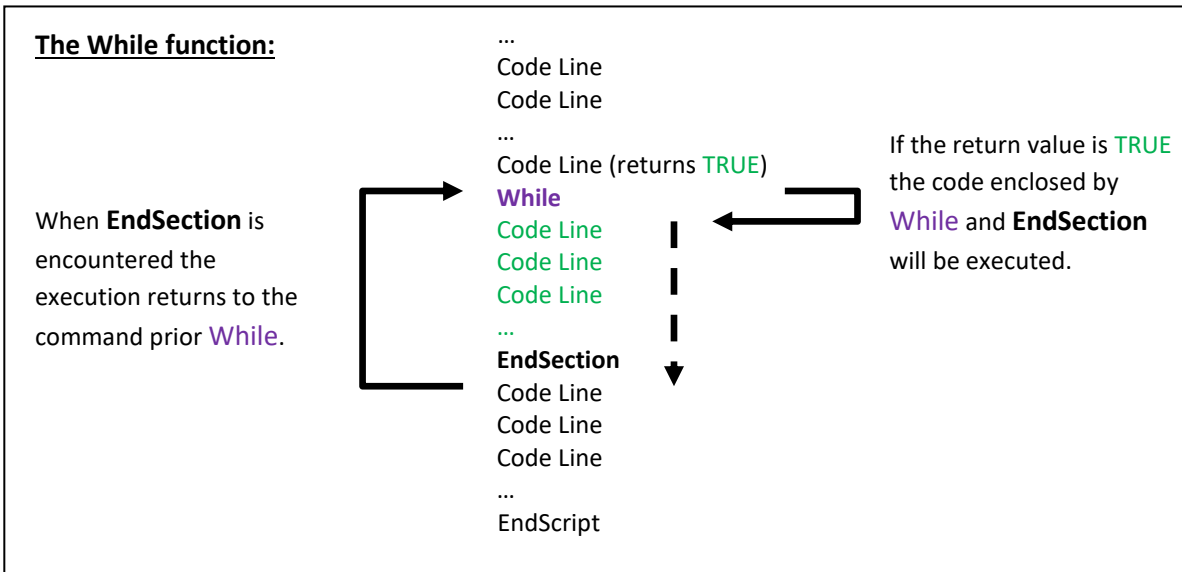 The While function:
...
Code Line
Code Line
...
Code Line (returns TRUE)
While
Code Line
Code Line
Code Line
...
EndSection
Code Line
Code Line
Code Line
...
EndScript
When EndSection is
encountered the
execution returns to the
command prior While.
If the return value is TRUE
the code enclosed by
While and EndSection
will be executed.